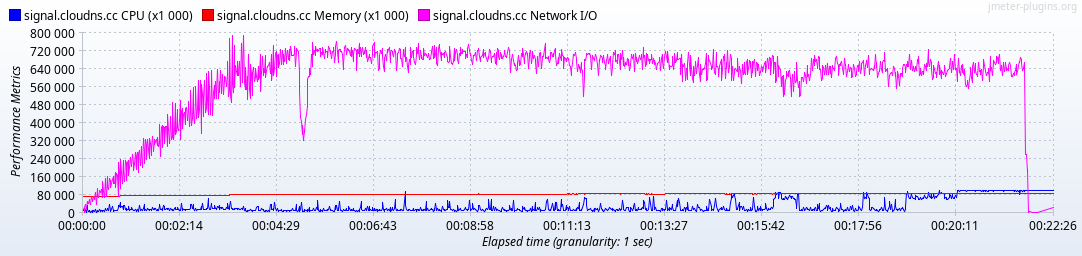 jmeter-plugins.org
signal.cloudns.cc CPU (x1 000) signal.cloudns.cc Memory (x1 000) signal.cloudns.cc Network I/O
800 000
720 000
640 000
560 000
480 000
400 000
320 000
240 000
160 000
80 000
0
Performance Metrics
00:00:00 00:02:14 00:04:29 00:06:43 00:08:58 00:11:13 00:13:27 00:15:42 00:17:56 00:20:11 00:22:26
Elapsed time (granularity: 1 sec)